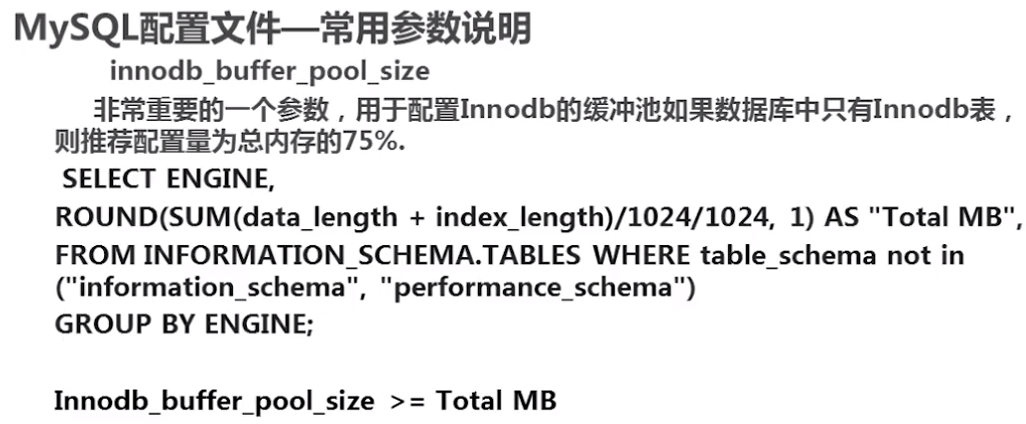 MySQL配置文件—常用参数说明
innodb_buffer_pool_size
非常重要的一个参数，用于配置Innodb的缓冲池如果数据库中只有Innodb表，
则推荐配置量为总内存的75%.
SELECT ENGINE,
ROUND(SUM(data_length + index_length)/1024/1024, 1) AS "Total MB",
FROM INFORMATION_SCHEMA.TABLES WHERE table_schema not in
("information_schema", "performance_schema")
GROUP BY ENGINE;
Innodb_buffer_pool_size >= Total MB